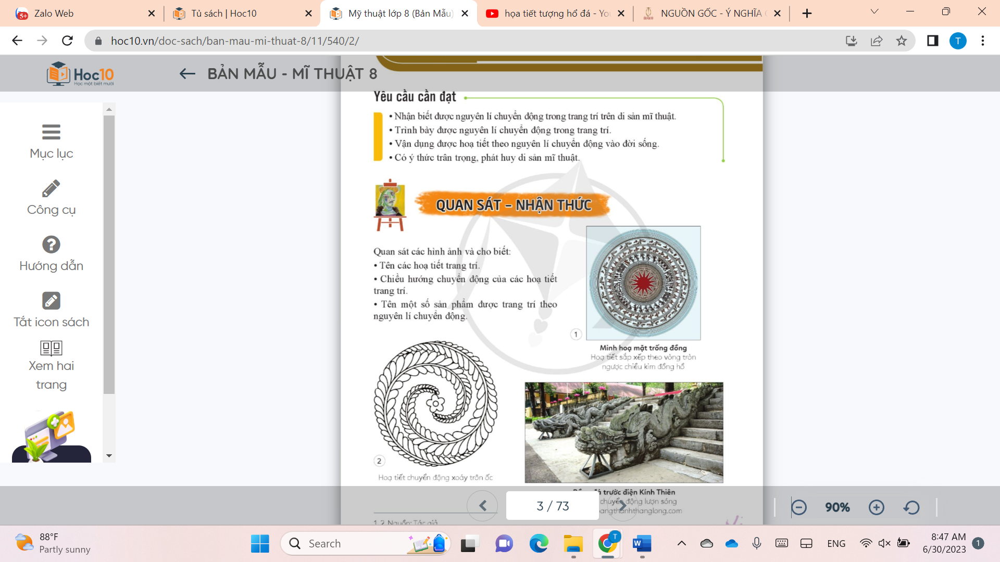 Zalo Web
Tủ sách | Hoc10
Mỹ thuật lớp 8 (Bản Mẫu)
họa tiết tượng hổ đá - Yo
NGUỒN GỐC - Ý NGHĨA
hoc10.vn/doc-sach/ban-mau-mi-thuat-8/11/540/2/
T
Hoc10
Học một biết mười
BẢN MẪU - MĨ THUẬT 8
Mục lục
Công cụ
Hướng dẫn
Tắt icon sách
Xem hai
trang
Yêu cầu cần đạt
• Nhận biết được nguyên lí chuyển động trong trang trí trên di sản mĩ thuật.
• Trình bày được nguyên lí chuyển động trong trang trí.
• Vận dụng được hoạ tiết theo nguyên lí chuyển động vào đời sống.
• Có ý thức trân trọng, phát huy di sản mĩ thuật.
QUAN SÁT – NHẬN THỨC
Quan sát các hình ảnh và cho biết:
• Tên các hoạ tiết trang trí.
• Chiều hướng chuyển động của các hoạ tiết
trang trí.
• Tên một số sản phẩm được trang trí theo
nguyên lí chuyển động.
1
Minh hoạ mặt trống đồng
Hoạ tiết sắp xếp theo vòng tròn
ngược chiều kim đồng hồ
2
Hoạ tiết chuyển động xoáy trôn ốc
trước điện Kính Thiên
chuyển động lượn sóng
angthanhthanglong.com
1, 2. Nguồn: Tác giả
3 / 73
90%
88°F
Partly sunny
Search
T
ENG
8:47 AM
6/30/2023
1